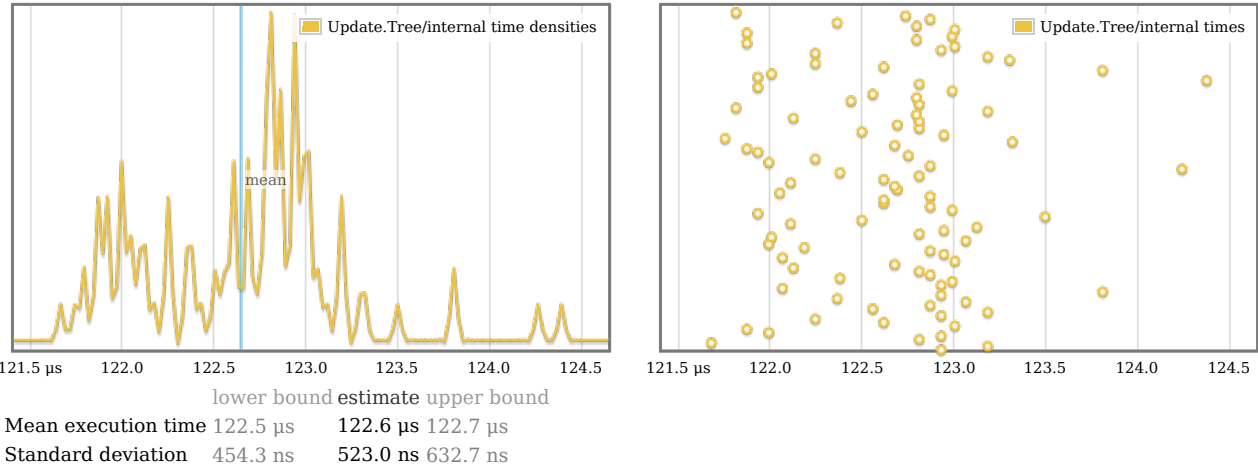 Update.Tree/internal time densities
mean
121.5 μs 122.0 122.5 123.0 123.5 124.0 124.5
Update.Tree/internal times
121.5 μs 122.0 122.5 123.0 123.5 124.0 124.5
lower bound estimate upper bound
Mean execution time 122.5 μs 122.6 μs 122.7 μs
Standard deviation 454.3 ns 523.0 ns 632.7 ns